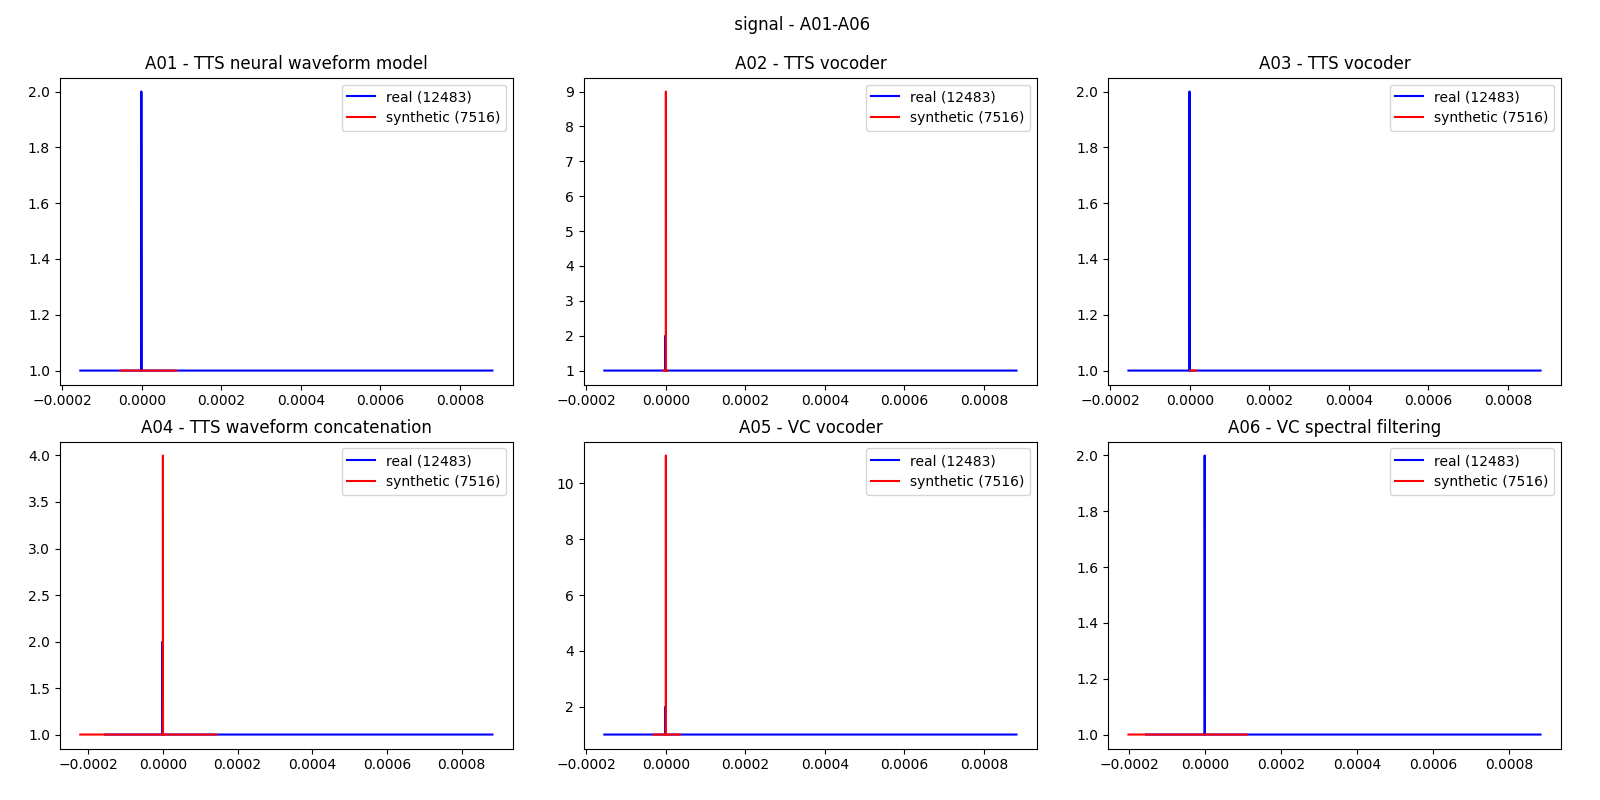 signal - A01-A06
A01 - TTS neural waveform model
2.0
1.8
1.6
1.4
1.2
1.0
real (12483)
synthetic (7516)
−0.0002 0.0000 0.0002 0.0004 0.0006 0.0008
A02 - TTS vocoder
9
8
7
6
5
4
3
2
1
real (12483)
synthetic (7516)
−0.0002 0.0000 0.0002 0.0004 0.0006 0.0008
A03 - TTS vocoder
2.0
1.8
1.6
1.4
1.2
1.0
real (12483)
synthetic (7516)
−0.0002 0.0000 0.0002 0.0004 0.0006 0.0008
A04 - TTS waveform concatenation
4.0
3.5
3.0
2.5
2.0
1.5
1.0
real (12483)
synthetic (7516)
−0.0002 0.0000 0.0002 0.0004 0.0006 0.0008
A05 - VC vocoder
10
8
6
4
2
real (12483)
synthetic (7516)
−0.0002 0.0000 0.0002 0.0004 0.0006 0.0008
A06 - VC spectral filtering
2.0
1.8
1.6
1.4
1.2
1.0
real (12483)
synthetic (7516)
−0.0002 0.0000 0.0002 0.0004 0.0006 0.0008